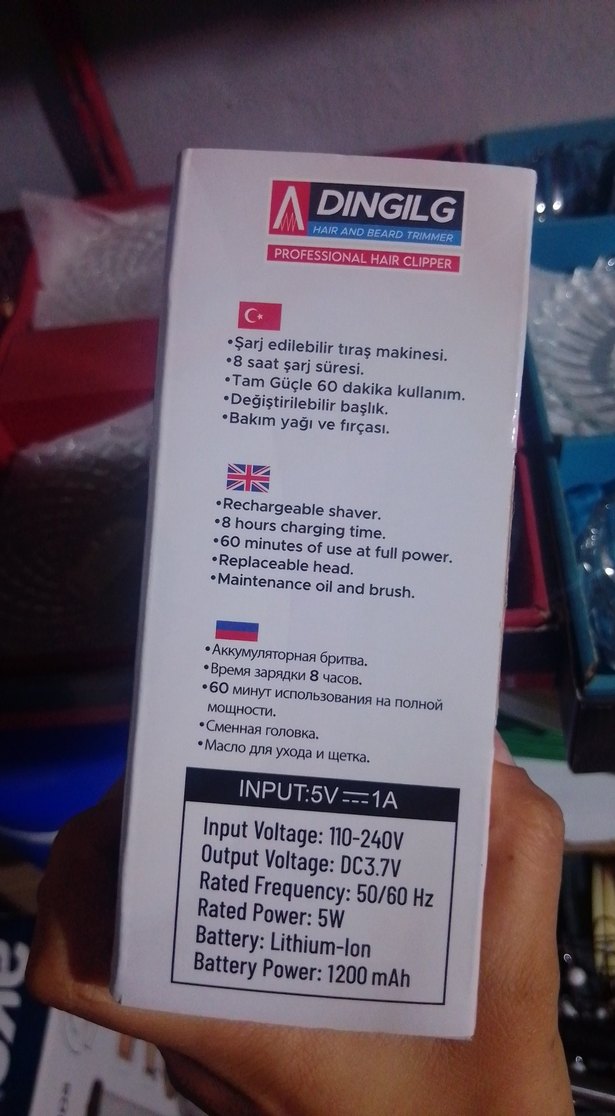 DINGILG
HAIR AND BEARD TRIMMER
PROFESSIONAL HAIR CLIPPER
•Şarj edilebilir tıraş makinesi.
•8 saat şarj süresi.
•Tam Güçle 60 dakika kullanım.
•Değiştirilebilir başlık.
•Bakım yağı ve fırçası.
•Rechargeable shaver.
•8 hours charging time.
•60 minutes of use at full power.
•Replaceable head.
•Maintenance oil and brush.
•Аккумуляторная бритва.
•Время зарядки 8 часов.
•60 минут использования на полной
мощности.
•Сменная головка.
•Масло для ухода и щетка.
INPUT:5V⎓1A
Input Voltage: 110-240V
Output Voltage: DC3.7V
Rated Frequency: 50/60 Hz
Rated Power: 5W
Battery: Lithium-Ion
Battery Power: 1200 mAh